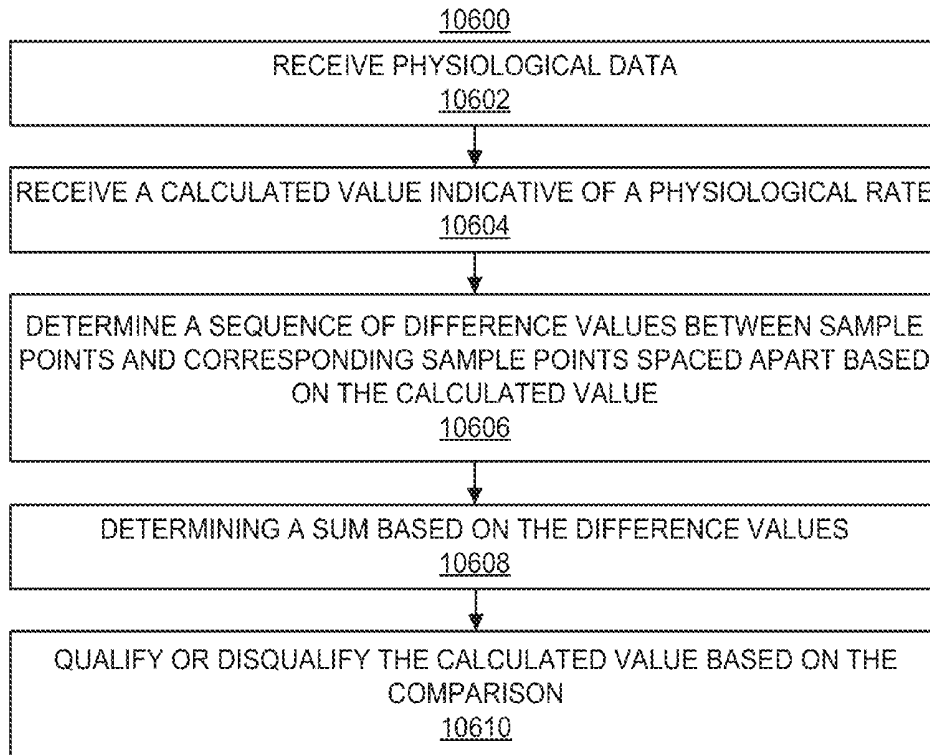 10600
RECEIVE PHYSIOLOGICAL DATA
10602
RECEIVE A CALCULATED VALUE INDICATIVE OF A PHYSIOLOGICAL RATE
10604
DETERMINE A SEQUENCE OF DIFFERENCE VALUES BETWEEN SAMPLE
POINTS AND CORRESPONDING SAMPLE POINTS SPACED APART BASED
ON THE CALCULATED VALUE
10606
DETERMINING A SUM BASED ON THE DIFFERENCE VALUES
10608
QUALIFY OR DISQUALIFY THE CALCULATED VALUE BASED ON THE
COMPARISON
10610